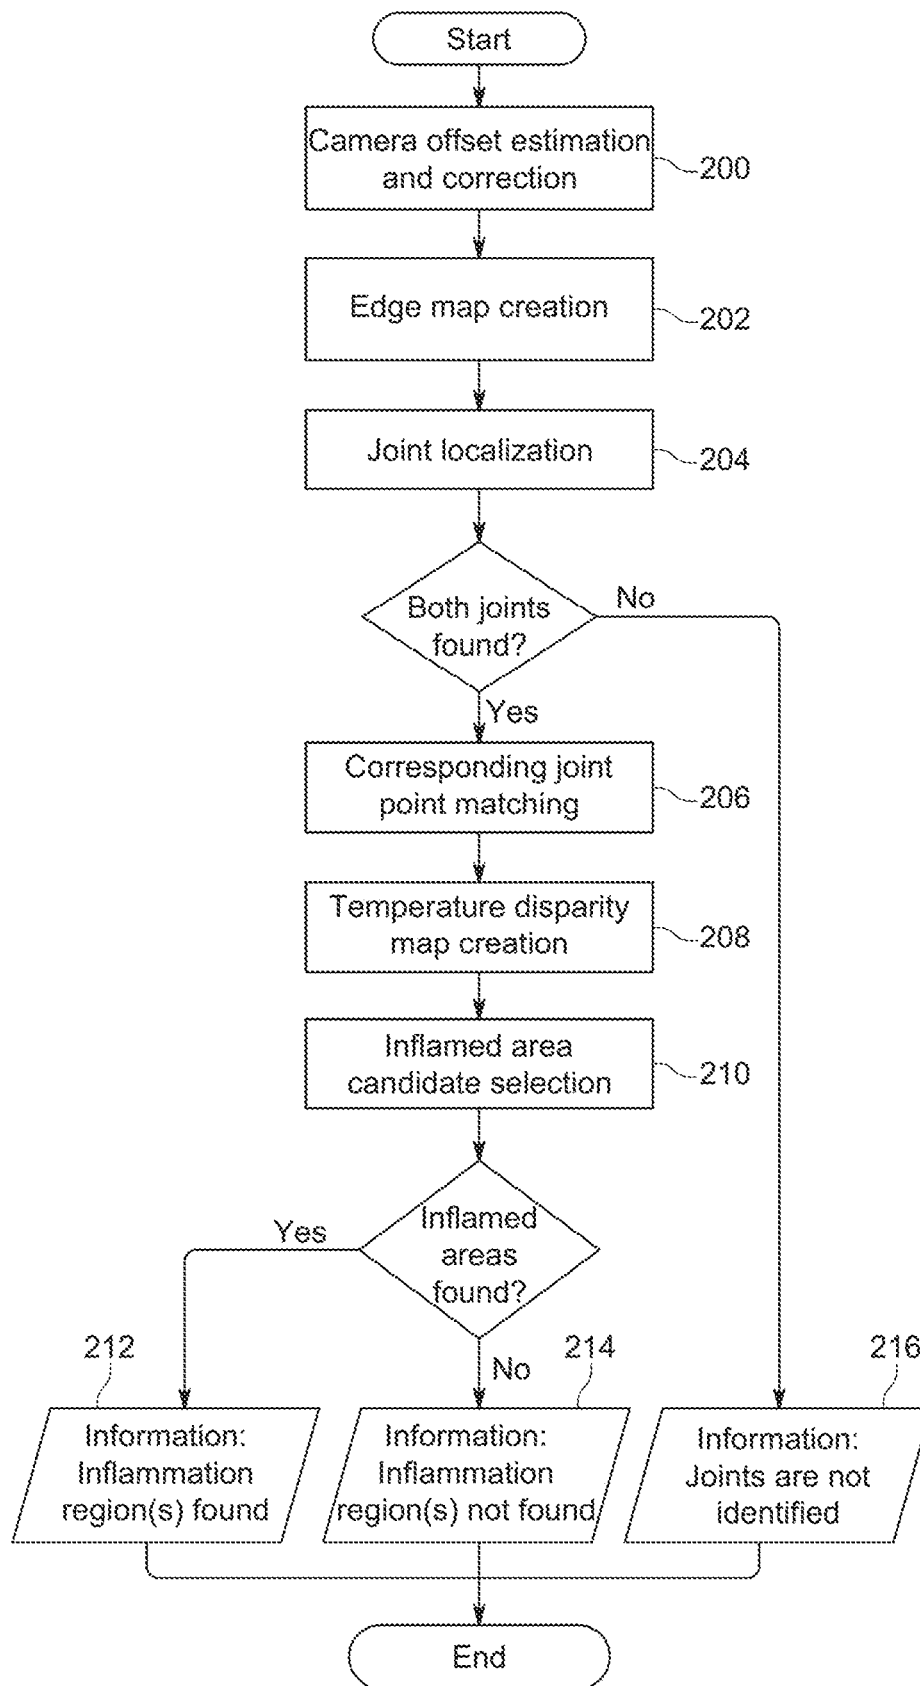 Start
Camera offset estimation
and correction
200
Edge map creation
202
Joint localization
204
Both joints
found?
No
Yes
Corresponding joint
point matching
206
Temperature disparity
map creation
208
Inflamed area
candidate selection
210
Inflamed
areas
found?
Yes
No
212
Information:
Inflammation
region(s) found
214
Information:
Inflammation
region(s) not found
216
Information:
Joints are not
identified
End